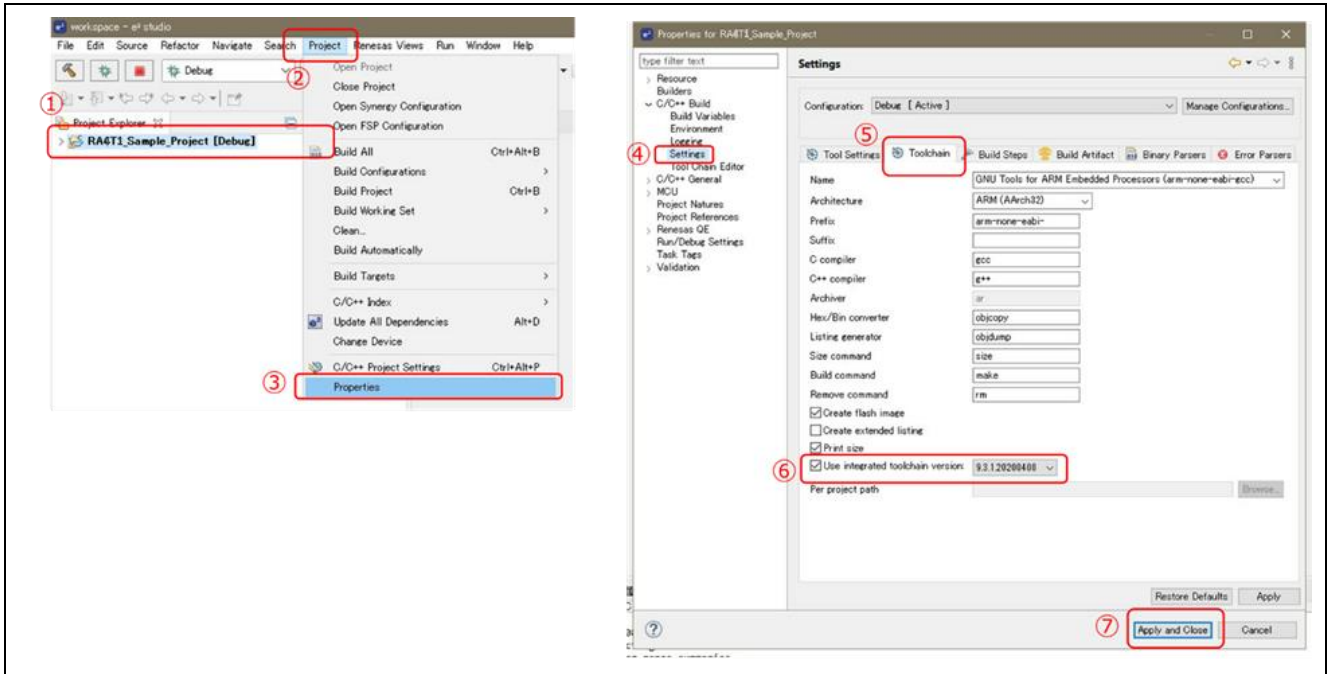 workspace - e² studio
File Edit Source Refactor Navigate Search Project Renesas Views Run Window Help
②
Debug
Open Project
Close Project
Open Synergy Configuration
Open FSP Configuration
①
Project Explorer
RA4T1_Sample_Project [Debug]
Build All Ctrl+Alt+B
Build Configurations >
Build Project Ctrl+B
Build Working Set >
Clean...
Build Automatically
Build Targets >
C/C++ Index >
Update All Dependencies Alt+D
Change Device
C/C++ Project Settings Ctrl+Alt+P
③
Properties
Properties for RA4T1_Sample_Project
type filter text
Resource
Builders
C/C++ Build
Build Variables
Environment
Logging
④
Settings
Tool Chain Editor
C/C++ General
MCU
Project Natures
Project References
Renesas QE
Run/Debug Settings
Task Tags
Validation
Settings
Configuration: Debug [ Active ] Manage Configurations...
⑤
Tool Settings Toolchain Build Steps Build Artifact Binary Parsers Error Parsers
Name GNU Tools for ARM Embedded Processors (arm-none-eabi-gcc)
Architecture ARM (AArch32)
Prefix arm-none-eabi-
Suffix
C compiler gcc
C++ compiler g++
Archiver ar
Hex/Bin converter objcopy
Listing generator objdump
Size command size
Build command make
Remove command rm
Create flash image
Create extended listing
Print size
⑥
Use integrated toolchain version: 9.3.1.20200408
Per project path Browse...
Restore Defaults Apply
⑦
Apply and Close Cancel